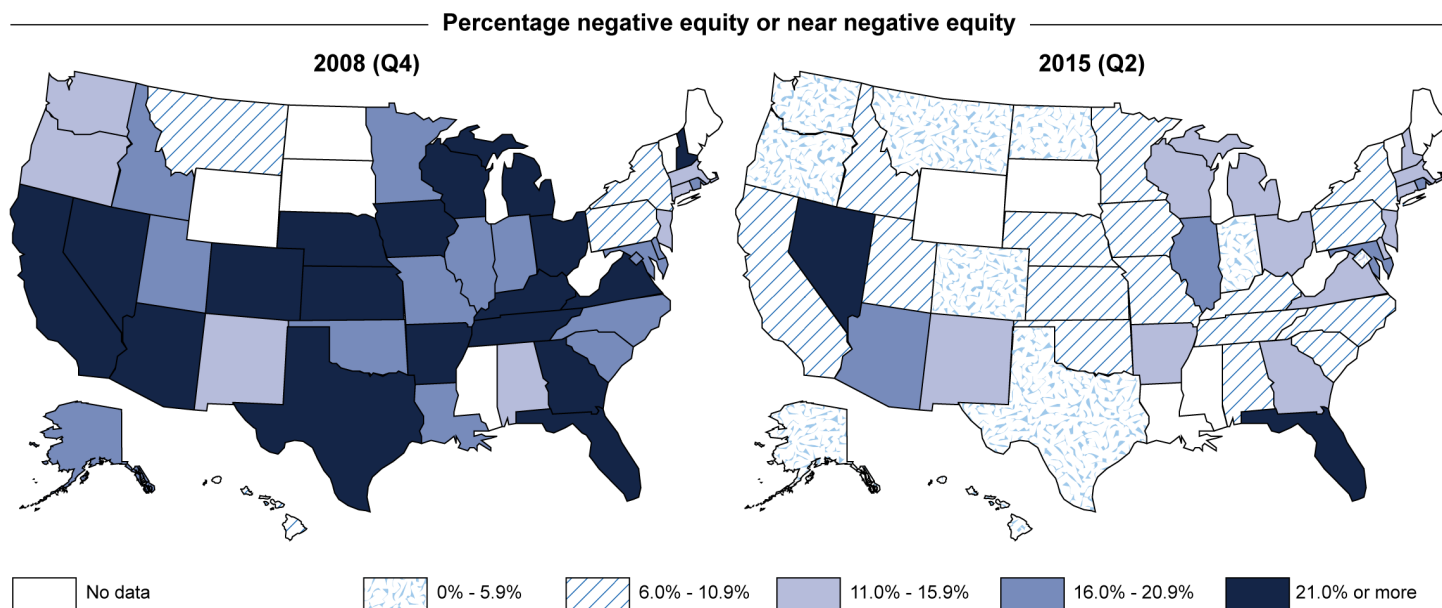 Percentage negative equity or near negative equity
2008 (Q4)
2015 (Q2)
No data
0% - 5.9%
6.0% - 10.9%
11.0% - 15.9%
16.0% - 20.9%
21.0% or more